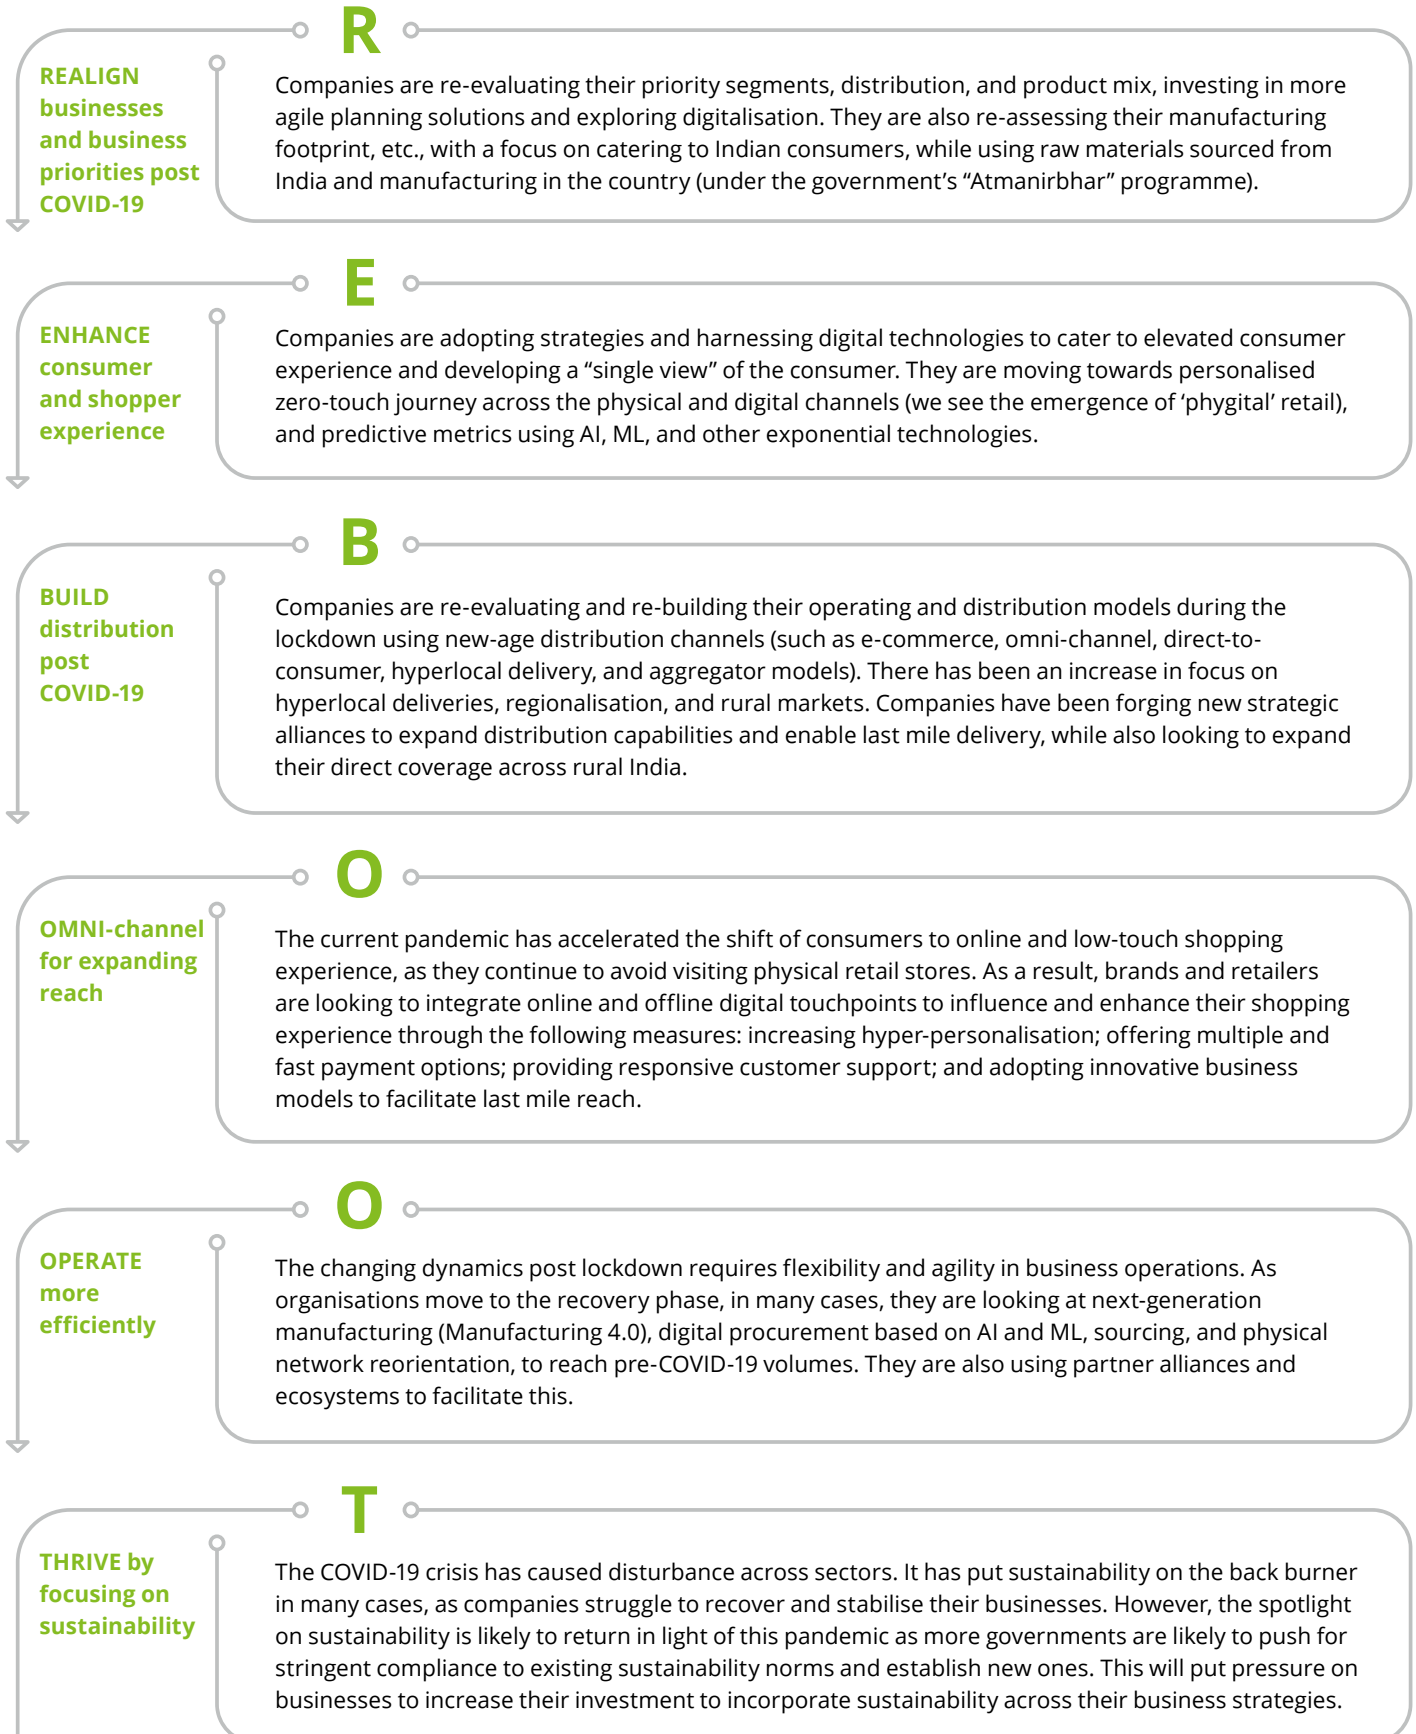 R
REALIGN
businesses
and business
priorities post
COVID-19
Companies are re-evaluating their priority segments, distribution, and product mix, investing in more
agile planning solutions and exploring digitalisation. They are also re-assessing their manufacturing
footprint, etc., with a focus on catering to Indian consumers, while using raw materials sourced from
India and manufacturing in the country (under the government’s “Atmanirbhar” programme).
E
ENHANCE
consumer
and shopper
experience
Companies are adopting strategies and harnessing digital technologies to cater to elevated consumer
experience and developing a “single view” of the consumer. They are moving towards personalised
zero-touch journey across the physical and digital channels (we see the emergence of ‘phygital’ retail),
and predictive metrics using AI, ML, and other exponential technologies.
B
BUILD
distribution
post
COVID-19
Companies are re-evaluating and re-building their operating and distribution models during the
lockdown using new-age distribution channels (such as e-commerce, omni-channel, direct-to-
consumer, hyperlocal delivery, and aggregator models). There has been an increase in focus on
hyperlocal deliveries, regionalisation, and rural markets. Companies have been forging new strategic
alliances to expand distribution capabilities and enable last mile delivery, while also looking to expand
their direct coverage across rural India.
O
OMNI-channel
for expanding
reach
The current pandemic has accelerated the shift of consumers to online and low-touch shopping
experience, as they continue to avoid visiting physical retail stores. As a result, brands and retailers
are looking to integrate online and offline digital touchpoints to influence and enhance their shopping
experience through the following measures: increasing hyper-personalisation; offering multiple and
fast payment options; providing responsive customer support; and adopting innovative business
models to facilitate last mile reach.
O
OPERATE
more
efficiently
The changing dynamics post lockdown requires flexibility and agility in business operations. As
organisations move to the recovery phase, in many cases, they are looking at next-generation
manufacturing (Manufacturing 4.0), digital procurement based on AI and ML, sourcing, and physical
network reorientation, to reach pre-COVID-19 volumes. They are also using partner alliances and
ecosystems to facilitate this.
T
THRIVE by
focusing on
sustainability
The COVID-19 crisis has caused disturbance across sectors. It has put sustainability on the back burner
in many cases, as companies struggle to recover and stabilise their businesses. However, the spotlight
on sustainability is likely to return in light of this pandemic as more governments are likely to push for
stringent compliance to existing sustainability norms and establish new ones. This will put pressure on
businesses to increase their investment to incorporate sustainability across their business strategies.